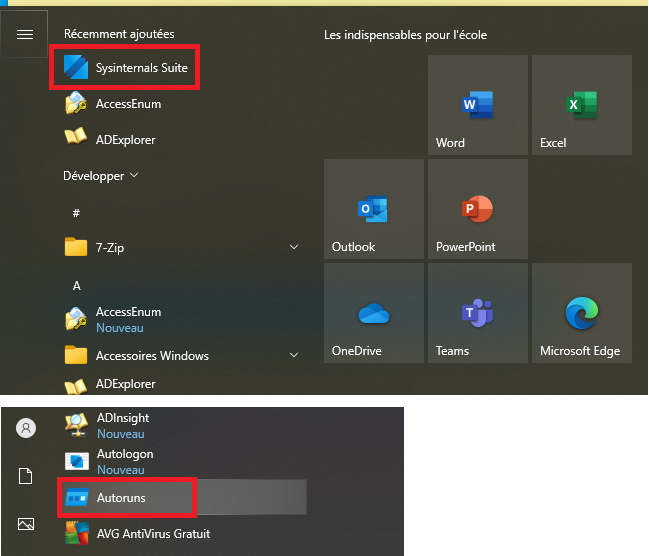 Récemment ajoutées
Sysinternals Suite
AccessEnum
ADExplorer
Développer
#
7-Zip
A
AccessEnum
Nouveau
Accessoires Windows
ADExplorer
Les indispensables pour l'école
Word
Excel
Outlook
PowerPoint
OneDrive
Teams
Microsoft Edge
ADInsight
Nouveau
Autologon
Nouveau
Autoruns
AVG AntiVirus Gratuit